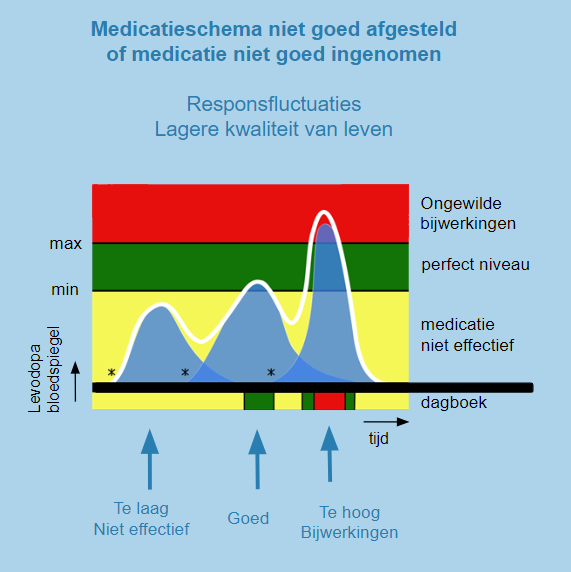 Medicatieschema niet goed afgesteld
of medicatie niet goed ingenomen
Responsfluctuaties
Lagere kwaliteit van leven
Ongewilde
bijwerkingen
max
perfect niveau
min
medicatie
niet effectief
Levodopa
bloedspiegel
* * *
dagboek
tijd
Te laag
Niet effectief
Goed
Te hoog
Bijwerkingen